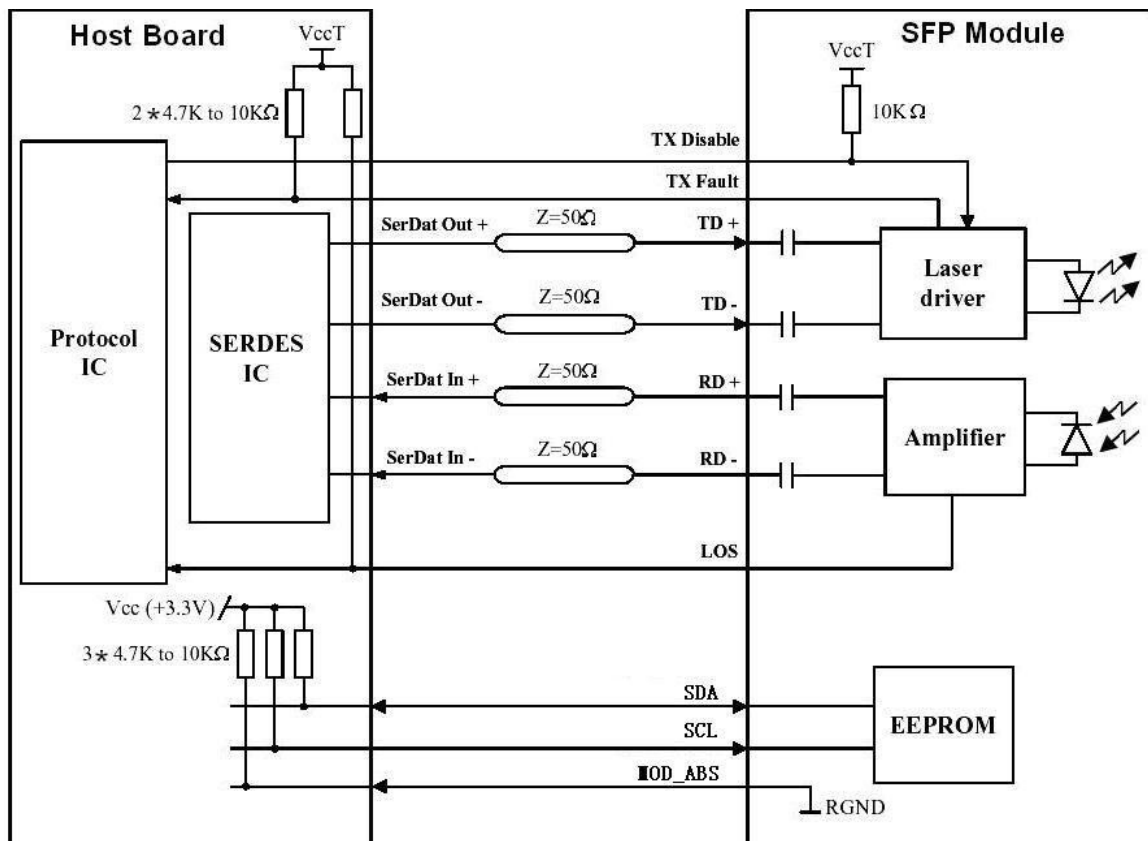 Host Board
SFP Module
VccT
VccT
2*4.7K to 10KΩ
10KΩ
TX Disable
TX Fault
SerDat Out +
Z=50Ω
TD +
SerDat Out -
Z=50Ω
TD -
Laser
driver
Protocol
IC
SERDES
IC
SerDat In +
Z=50Ω
RD +
SerDat In -
Z=50Ω
RD -
Amplifier
LOS
Vcc (+3.3V)
3* 4.7K to 10KΩ
SDA
SCL
MOD_ABS
EEPROM
RGND